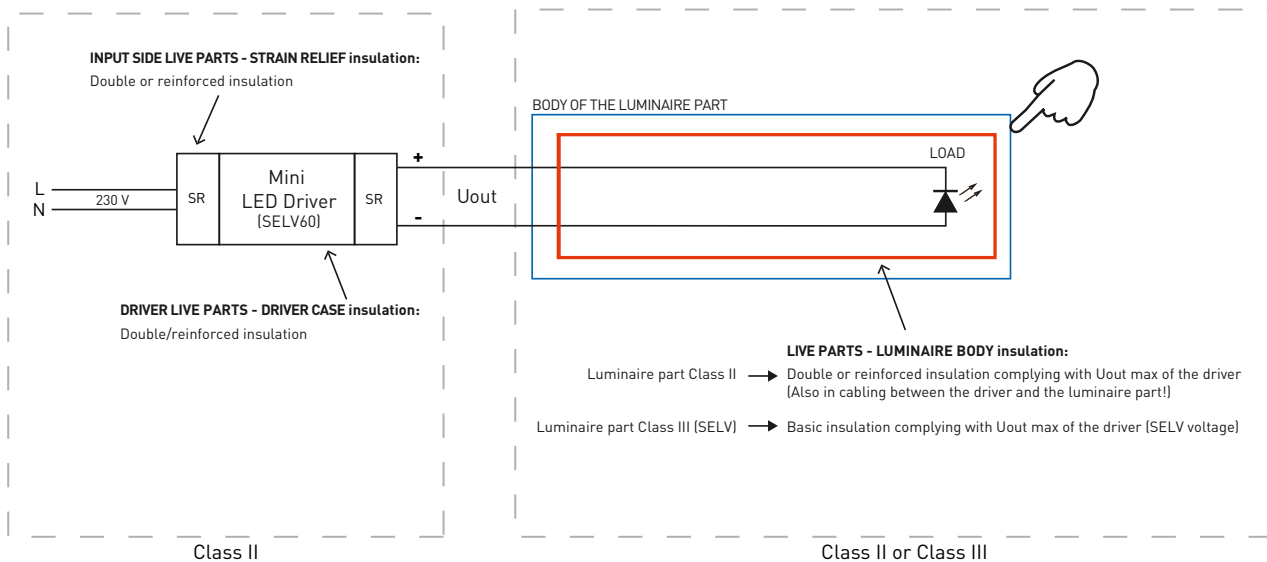 INPUT SIDE LIVE PARTS - STRAIN RELIEF insulation:
Double or reinforced insulation
BODY OF THE LUMINAIRE PART
LOAD
L
N
230 V
SR
Mini
LED Driver
(SELV60)
SR
+
-
Uout
DRIVER LIVE PARTS - DRIVER CASE insulation:
Double/reinforced insulation
LIVE PARTS - LUMINAIRE BODY insulation:
Luminaire part Class II
Double or reinforced insulation complying with Uout max of the driver
(Also in cabling between the driver and the luminaire part!)
Luminaire part Class III (SELV)
Basic insulation complying with Uout max of the driver (SELV voltage)
Class II
Class II or Class III